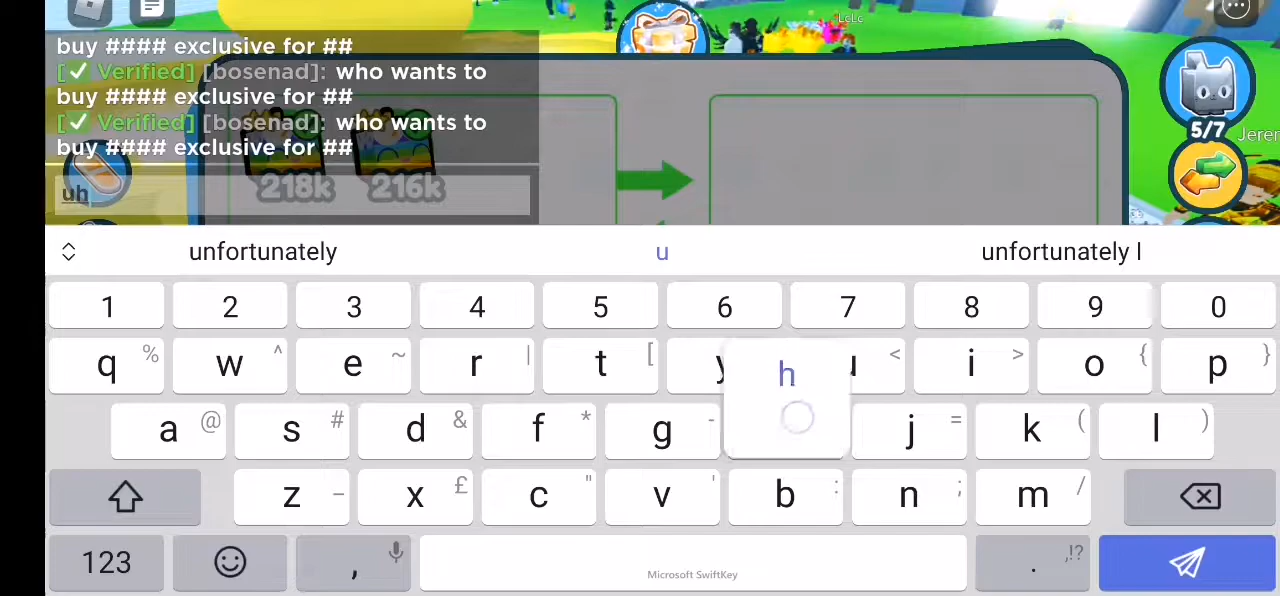 LcLc
buy #### exclusive for ##
[✓ Verified] [bosenad]: who wants to
buy #### exclusive for ##
[✓ Verified] [bosenad]: who wants to
buy #### exclusive for ##
5/7
Jerer
218k 216k
uh
unfortunately u unfortunately I
1 2 3 4 5 6 7 8 9 0
q % w ^ e ~ r | t [ y u < i > o { p }
h
a @ s # d & f * g - j = k ( l )
z _ x £ c " v ' b : n ; m /
123 , . ,!?
Microsoft SwiftKey